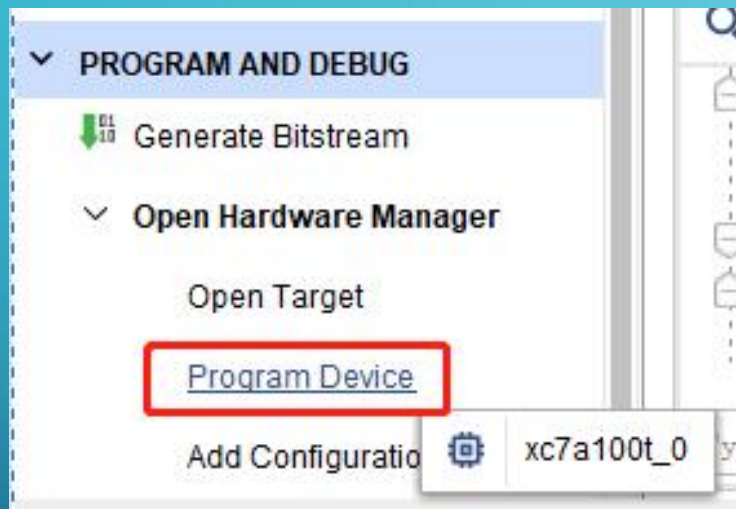 PROGRAM AND DEBUG
Generate Bitstream
Open Hardware Manager
Open Target
Program Device
Add Configuratio
xc7a100t_0